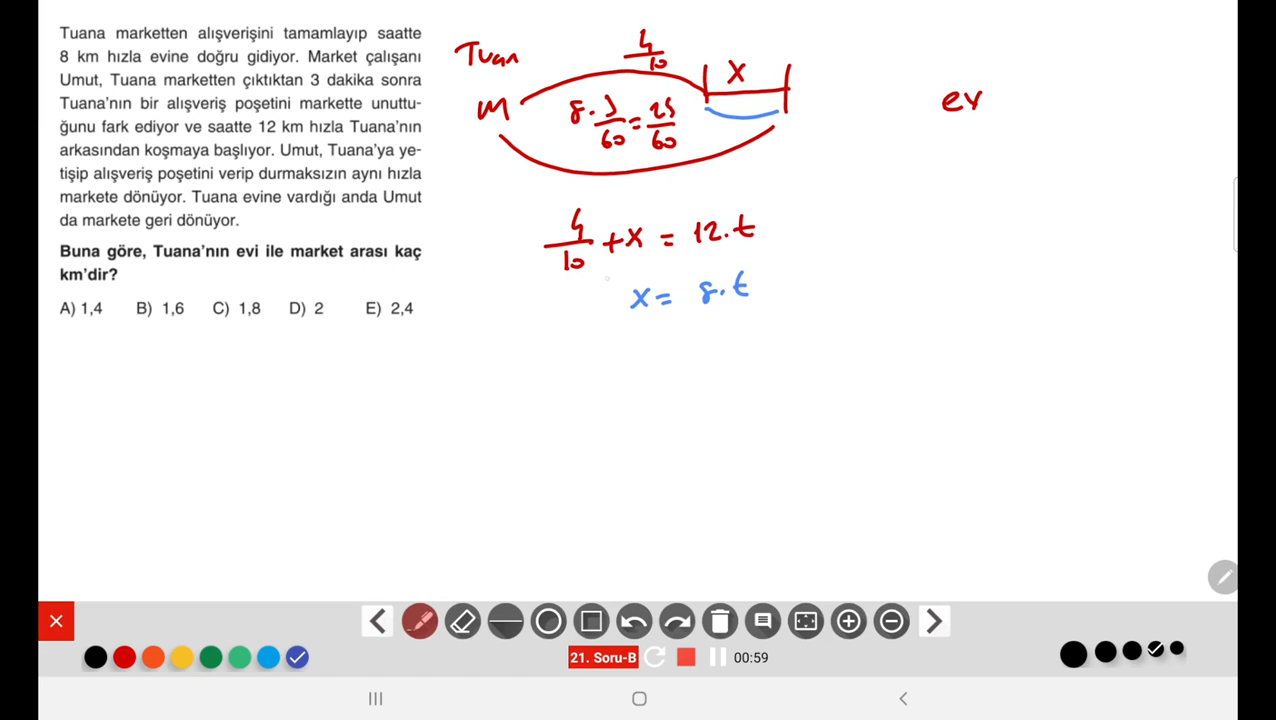 Tuana marketten alışverişini tamamlayıp saatte
8 km hızla evine doğru gidiyor. Market çalışanı
Umut, Tuana marketten çıktıktan 3 dakika sonra
Tuana'nın bir alışveriş poşetini markette unuttu-
ğunu fark ediyor ve saatte 12 km hızla Tuana'nın
arkasından koşmaya başlıyor. Umut, Tuana'ya ye-
tişip alışveriş poşetini verip durmaksızın aynı hızla
markete dönüyor. Tuana evine vardığı anda Umut
da markete geri dönüyor.
Buna göre, Tuana'nın evi ile market arası kaç
km'dir?
A) 1,4 B) 1,6 C) 1,8 D) 2 E) 2,4
Tuan
4/10
x
M
8.3/60 = 24/60
ev
4/10 + x = 12.t
x = 8.t
21. Soru-B
00:59